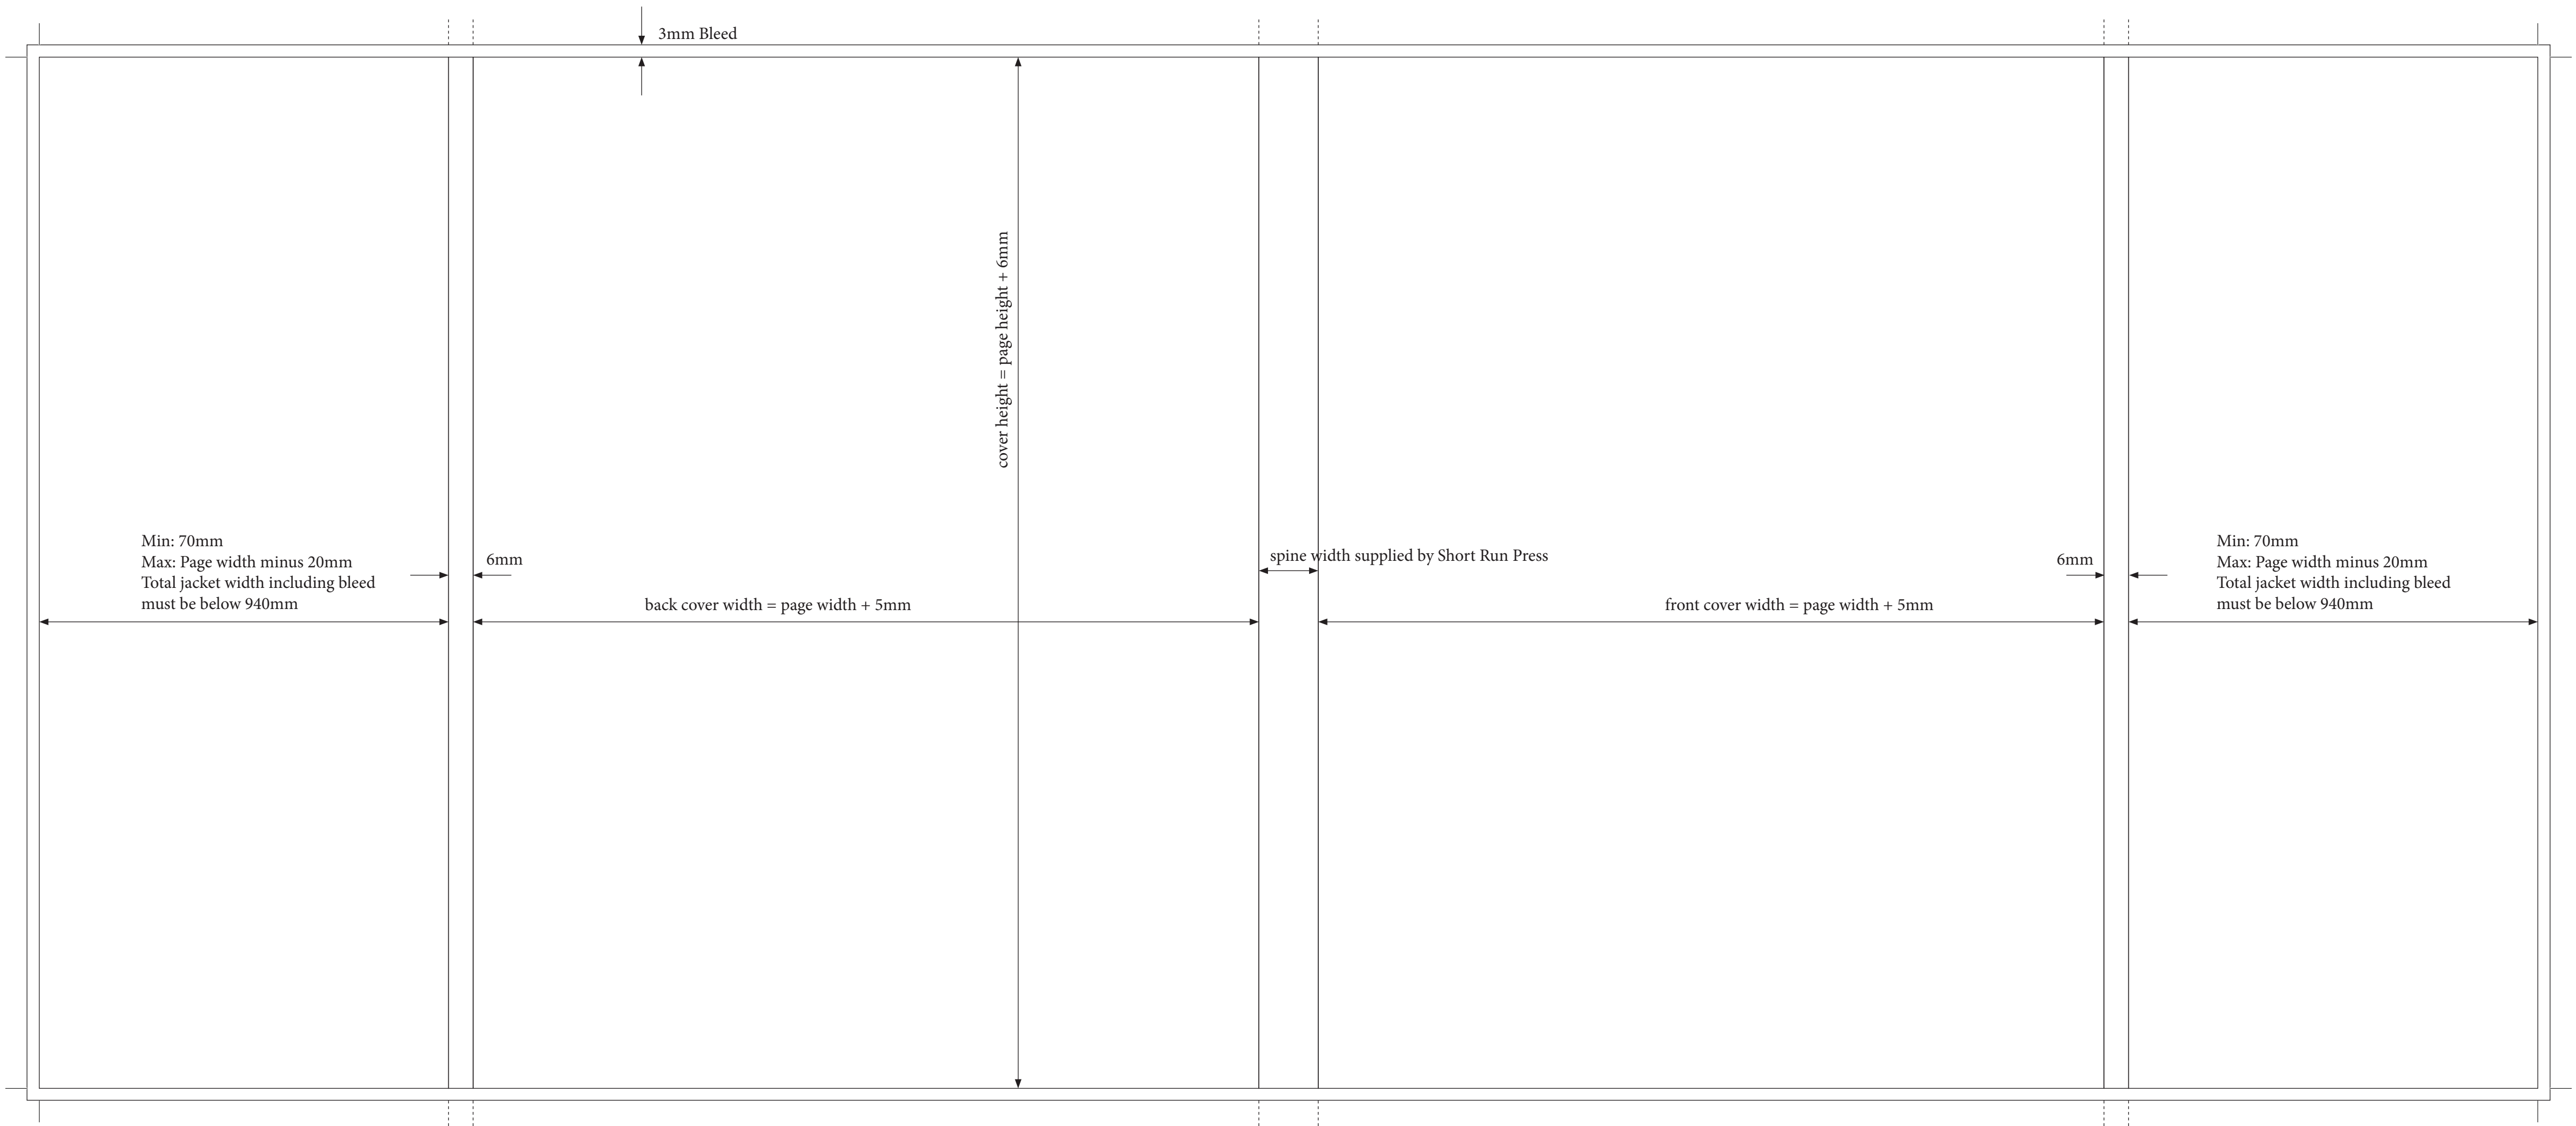 3mm Bleed
cover height = page height + 6mm
Min: 70mm
Max: Page width minus 20mm
Total jacket width including bleed
must be below 940mm
6mm
back cover width = page width + 5mm
spine width supplied by Short Run Press
front cover width = page width + 5mm
6mm
Min: 70mm
Max: Page width minus 20mm
Total jacket width including bleed
must be below 940mm